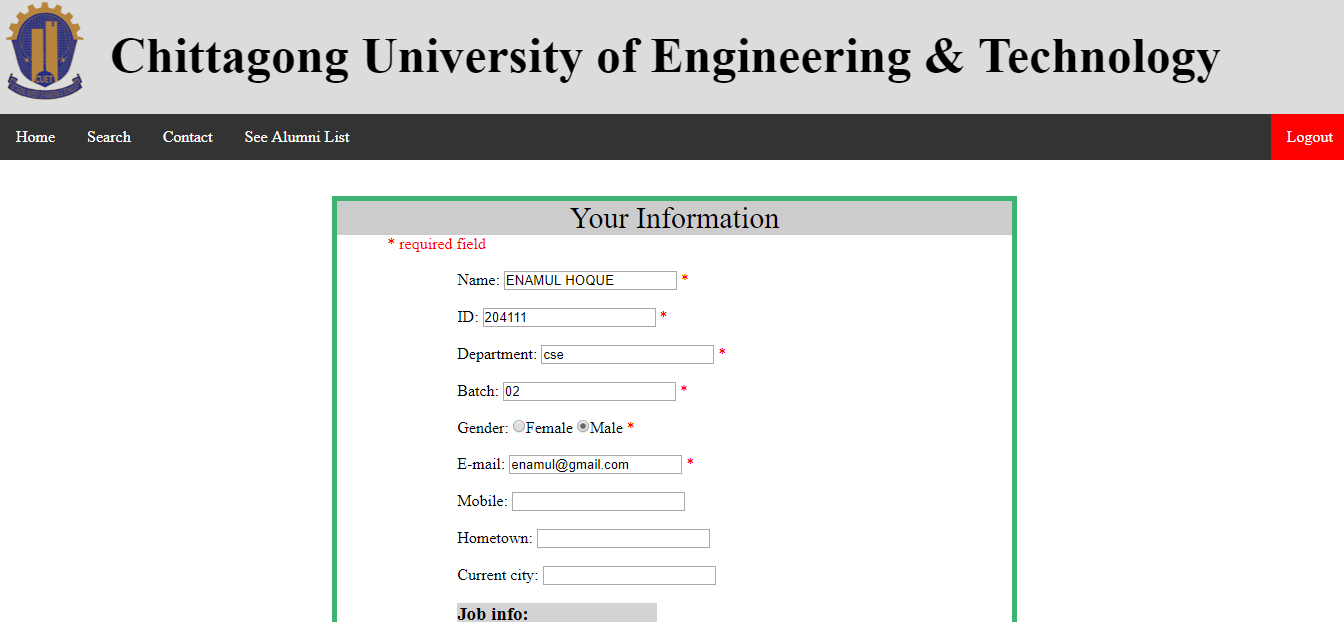 CUET
Chittagong University of Engineering & Technology
Home Search Contact See Alumni List Logout
Your Information
* required field
Name: ENAMUL HOQUE *
ID: 204111 *
Department: cse *
Batch: 02 *
Gender: Female Male *
E-mail: enamul@gmail.com *
Mobile:
Hometown:
Current city:
Job info: